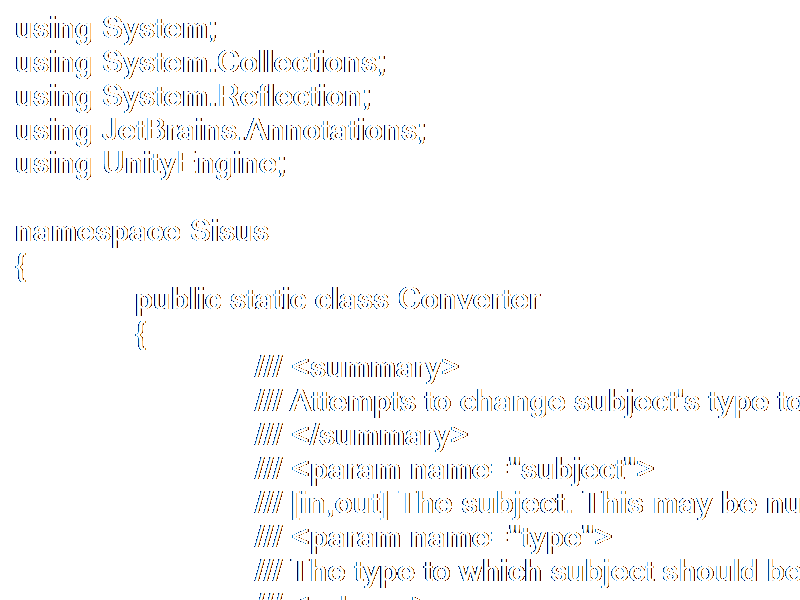 using System;
using System.Collections;
using System.Reflection;
using JetBrains.Annotations;
using UnityEngine;
namespace Sisus
{
public static class Converter
{
/// <summary>
/// Attempts to change subject's type to
/// </summary>
/// <param name="subject">
/// [in,out] The subject. This may be nu
/// <param name="type">
/// The type to which subject should be